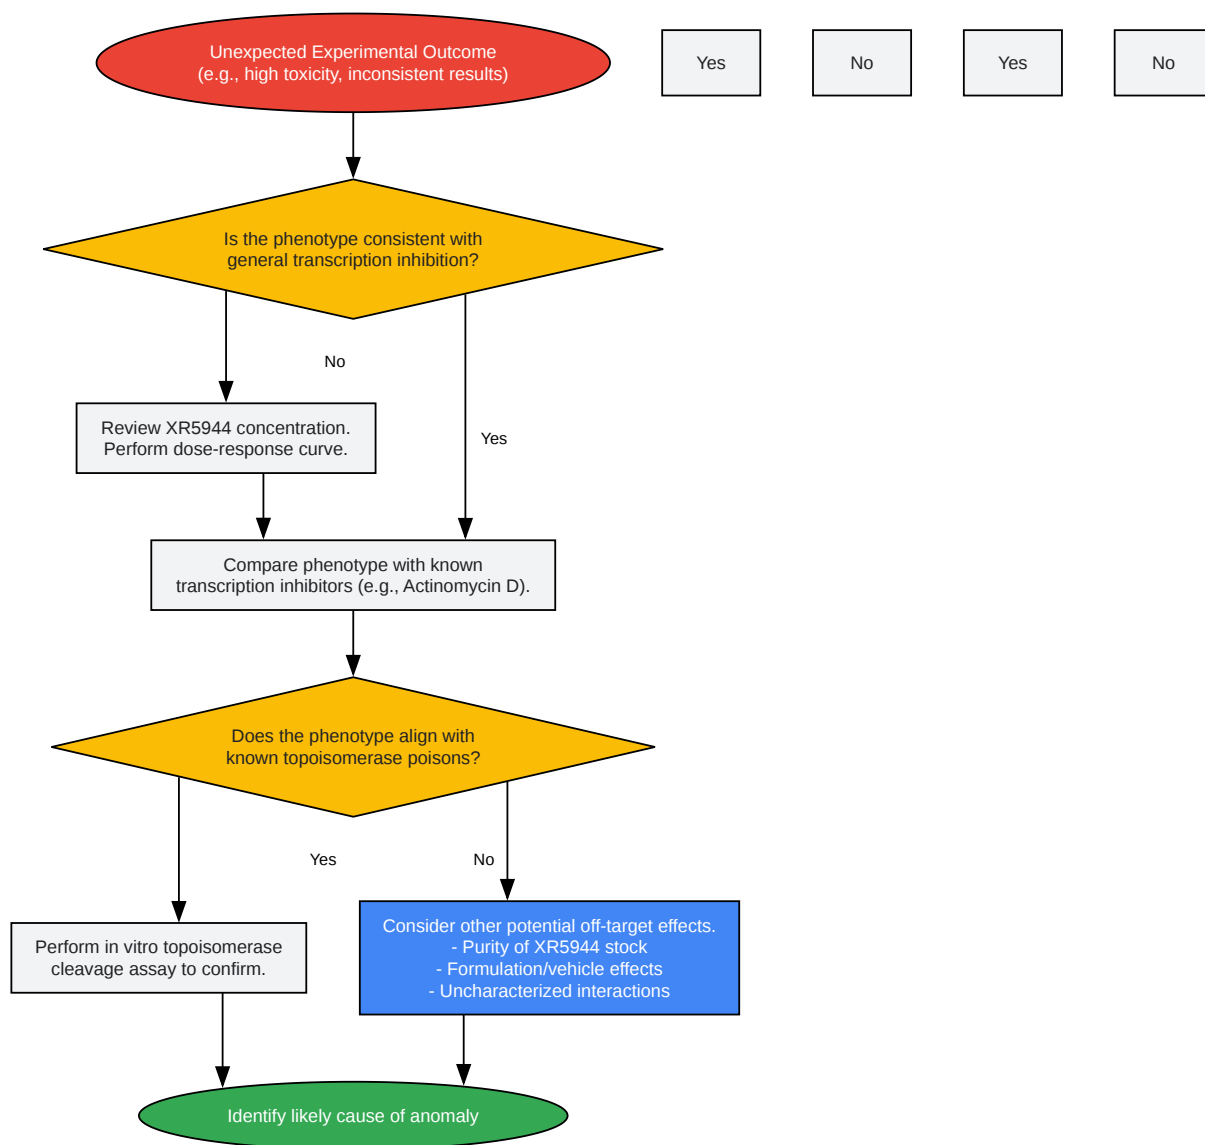 Unexpected Experimental Outcome
(e.g., high toxicity, inconsistent results)
Yes
No
Yes
No
Is the phenotype consistent with
general transcription inhibition?
No
Review XR5944 concentration.
Perform dose-response curve.
Yes
Compare phenotype with known
transcription inhibitors (e.g., Actinomycin D).
Does the phenotype align with
known topoisomerase poisons?
Yes
No
Perform in vitro topoisomerase
cleavage assay to confirm.
Consider other potential off-target effects.
- Purity of XR5944 stock
- Formulation/vehicle effects
- Uncharacterized interactions
Identify likely cause of anomaly